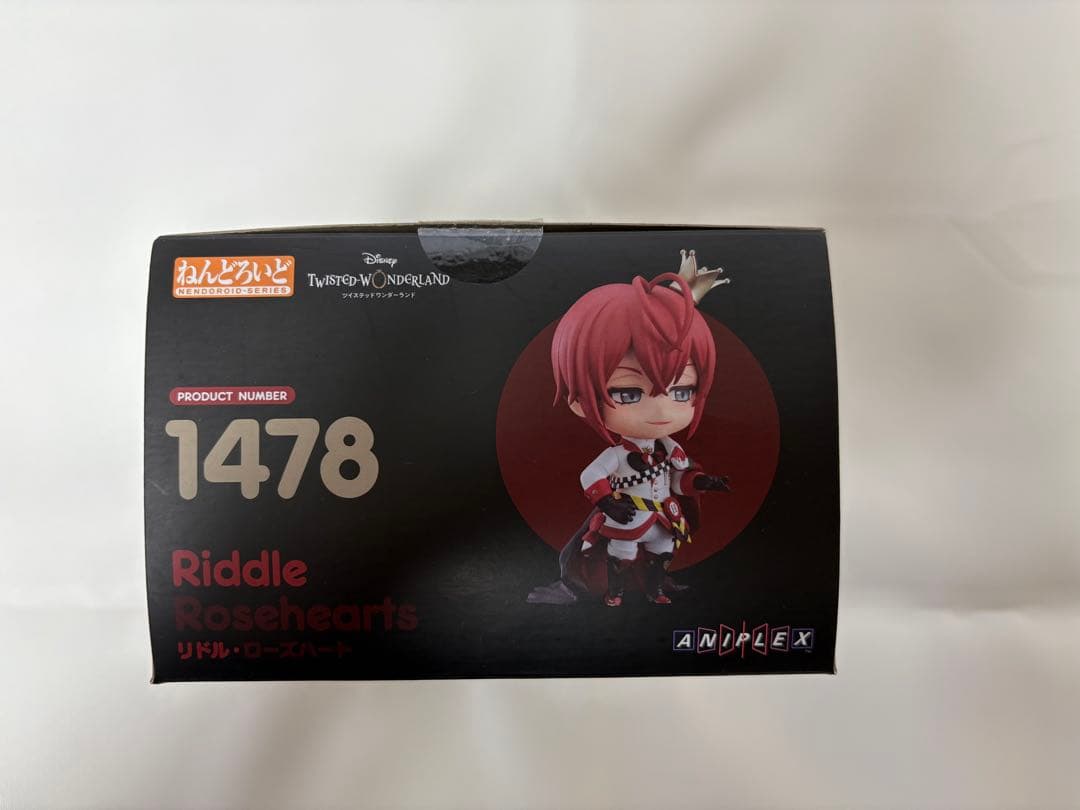 ねんどろいど
NENDOROID-SERIES
Disney
TWISTED-WONDERLAND
ツイステッドワンダーランド
PRODUCT NUMBER
1478
Riddle
Rosehearts
リドル・ローズハート
ANIPLEX